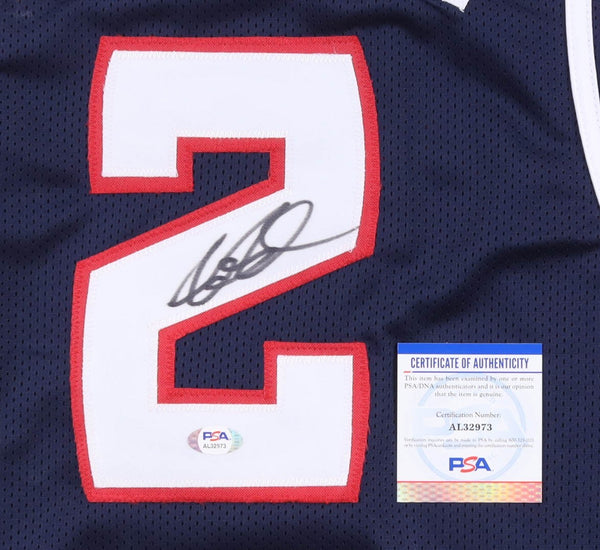 2
CERTIFICATE OF AUTHENTICITY
This item has been examined by one or more
PSA/DNA authenticators and it is our opinion
that the item is genuine.
Certification Number:
AL32973
PSA
PSA
AL32973